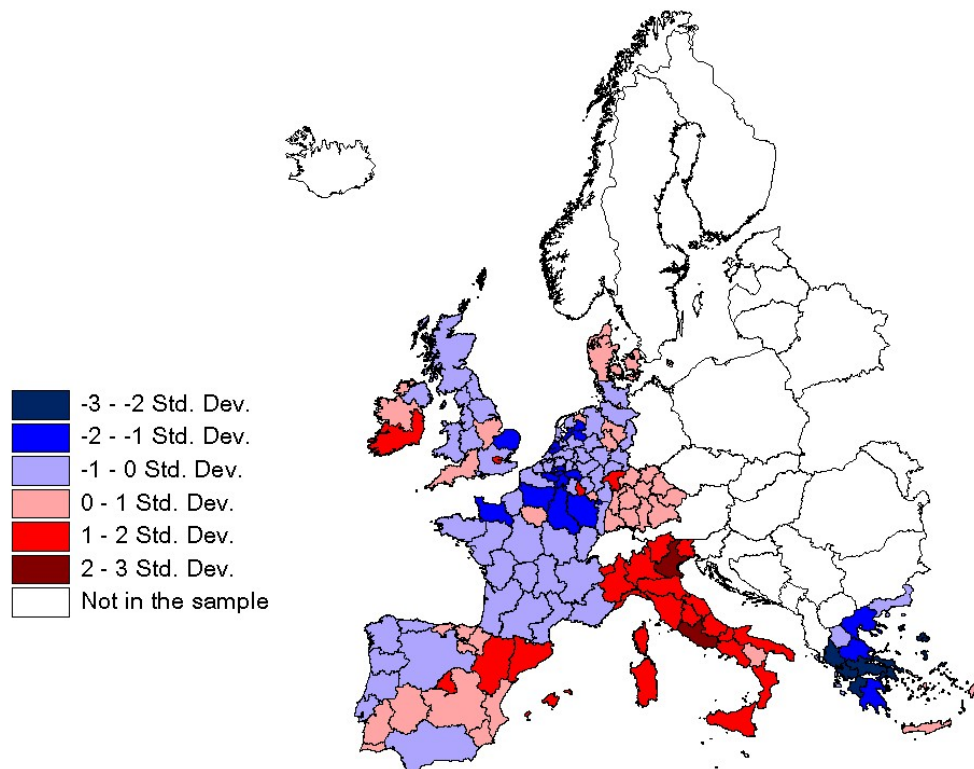 -3 - -2 Std. Dev.
-2 - -1 Std. Dev.
-1 - 0 Std. Dev.
0 - 1 Std. Dev.
1 - 2 Std. Dev.
2 - 3 Std. Dev.
Not in the sample